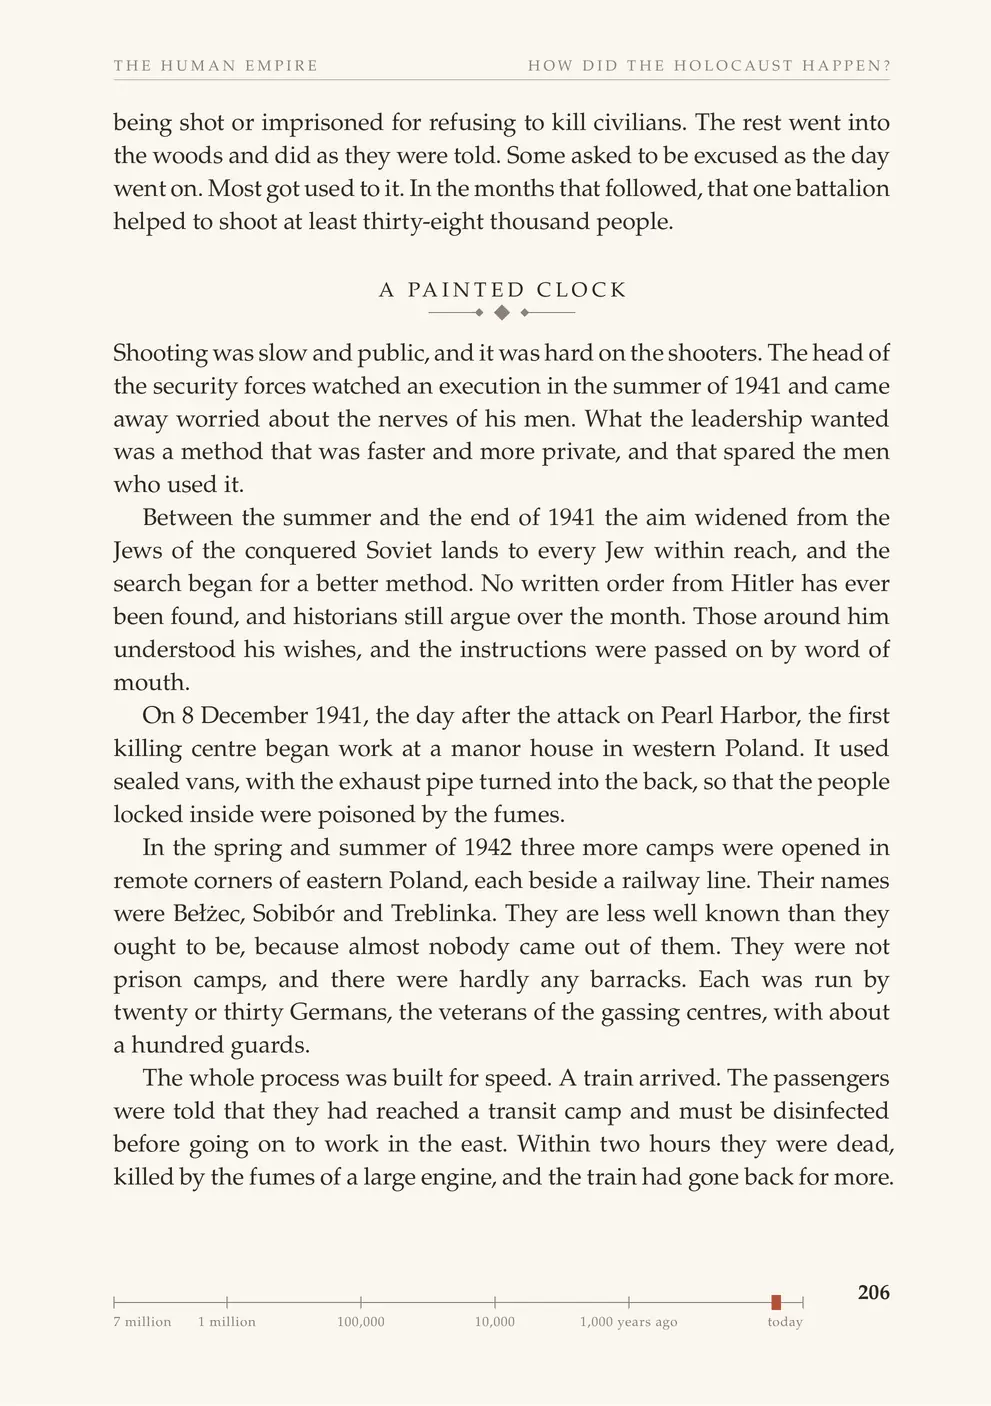 THE HUMAN EMPIRE
HOW DID THE HOLOCAUST HAPPEN?
being shot or imprisoned for refusing to kill civilians. The rest went into
the woods and did as they were told. Some asked to be excused as the day
went on. Most got used to it. In the months that followed, that one battalion
helped to shoot at least thirty-eight thousand people.
A PAINTED CLOCK
Shooting was slow and public, and it was hard on the shooters. The head of
the security forces watched an execution in the summer of 1941 and came
away worried about the nerves of his men. What the leadership wanted
was a method that was faster and more private, and that spared the men
who used it.
Between the summer and the end of 1941 the aim widened from the
Jews of the conquered Soviet lands to every Jew within reach, and the
search began for a better method. No written order from Hitler has ever
been found, and historians still argue over the month. Those around him
understood his wishes, and the instructions were passed on by word of
mouth.
On 8 December 1941, the day after the attack on Pearl Harbor, the first
killing centre began work at a manor house in western Poland. It used
sealed vans, with the exhaust pipe turned into the back, so that the people
locked inside were poisoned by the fumes.
In the spring and summer of 1942 three more camps were opened in
remote corners of eastern Poland, each beside a railway line. Their names
were Bełżec, Sobibór and Treblinka. They are less well known than they
ought to be, because almost nobody came out of them. They were not
prison camps, and there were hardly any barracks. Each was run by
twenty or thirty Germans, the veterans of the gassing centres, with about
a hundred guards.
The whole process was built for speed. A train arrived. The passengers
were told that they had reached a transit camp and must be disinfected
before going on to work in the east. Within two hours they were dead,
killed by the fumes of a large engine, and the train had gone back for more.
206
7 million
1 million
100,000
10,000
1,000 years ago
today